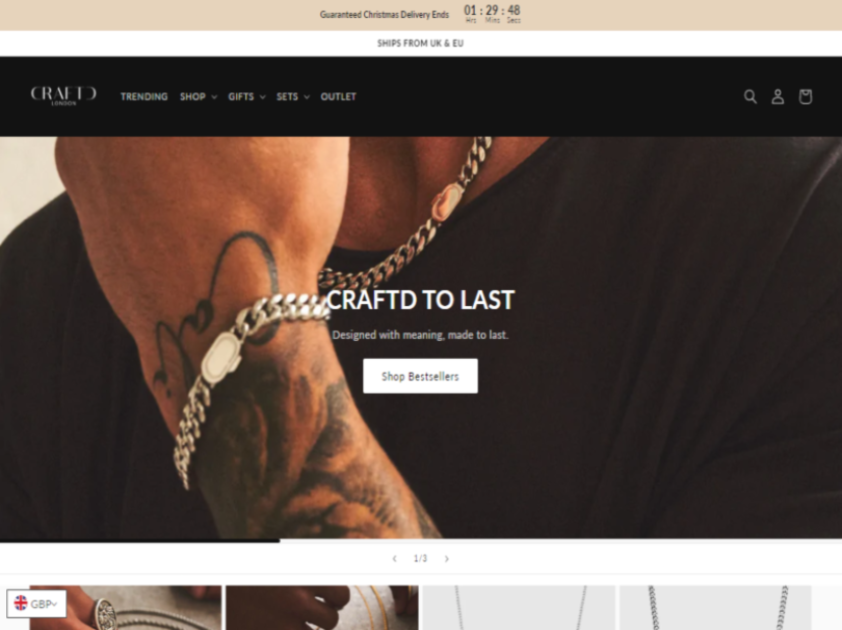 Guaranteed Christmas Delivery Ends 01 : 29 : 48
Hrs Mins Secs
SHIPS FROM UK & EU
CRAFTD
LONDON
TRENDING SHOP GIFTS SETS OUTLET
CRAFTD TO LAST
Designed with meaning, made to last.
Shop Bestsellers
1/3
GBP